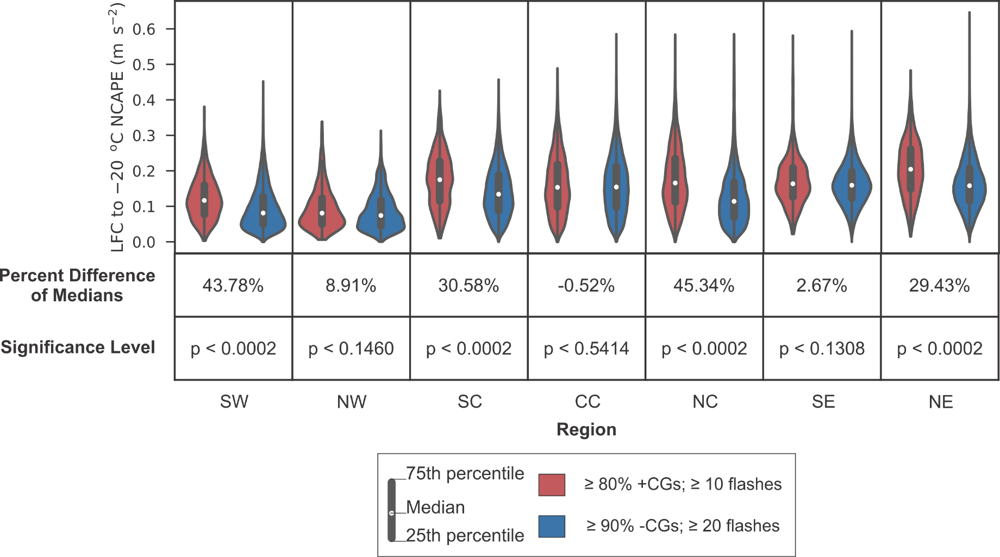 LFC to −20 °C NCAPE (m s⁻²)
0.6
0.5
0.4
0.3
0.2
0.1
0.0
Percent Difference
of Medians
43.78% 8.91% 30.58% -0.52% 45.34% 2.67% 29.43%
Significance Level
p < 0.0002 p < 0.1460 p < 0.0002 p < 0.5414 p < 0.0002 p < 0.1308 p < 0.0002
SW NW SC CC NC SE NE
Region
75th percentile
Median
25th percentile
≥ 80% +CGs; ≥ 10 flashes
≥ 90% -CGs; ≥ 20 flashes